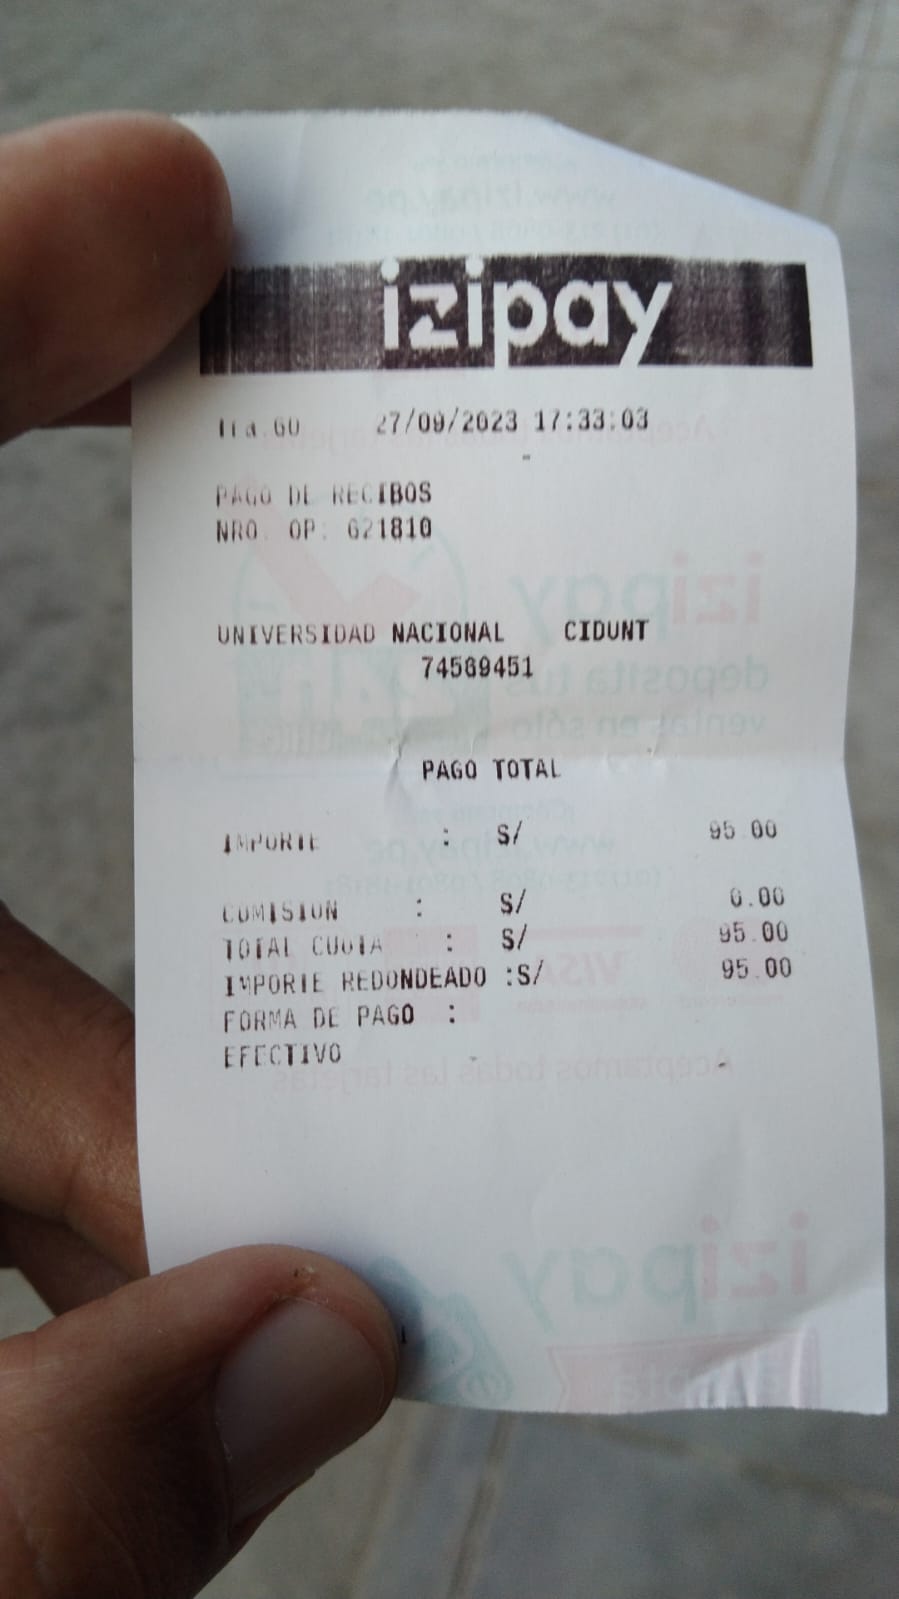 izipay
27/09/2023 17:33:03
PAGO DE RECIBOS
NRO. OP: 621810
UNIVERSIDAD NACIONAL CIDUNT
74589451
PAGO TOTAL
IMPORTE : S/ 95.00
COMISION : S/ 0.00
TOTAL CUOTA : S/ 95.00
IMPORTE REDONDEADO :S/ 95.00
FORMA DE PAGO :
EFECTIVO